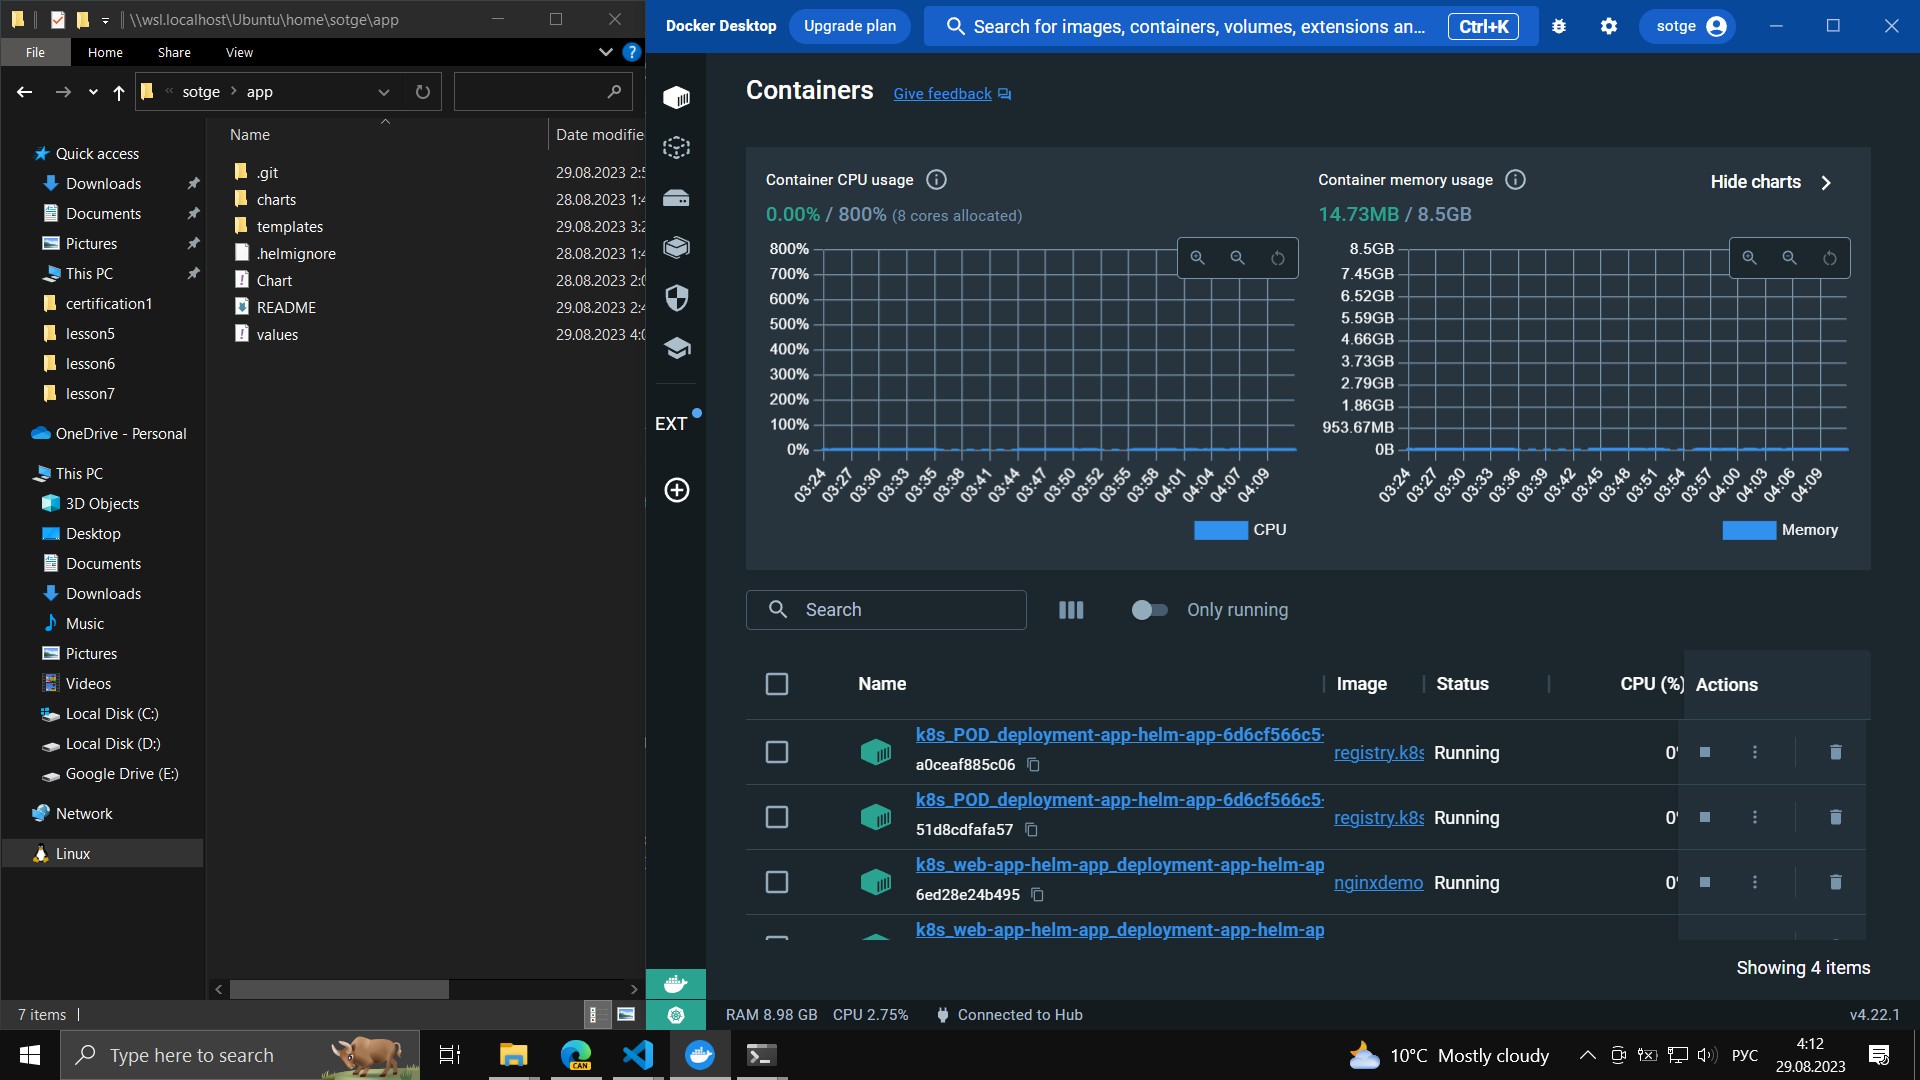 \\wsl.localhost\Ubuntu\home\sotge\app
File
Home
Share
View
sotge
app
Quick access
Downloads
Documents
Pictures
This PC
certification1
lesson5
lesson6
lesson7
OneDrive - Personal
This PC
3D Objects
Desktop
Documents
Downloads
Music
Pictures
Videos
Local Disk (C:)
Local Disk (D:)
Google Drive (E:)
Network
Linux
Name
Date modifie
.git
29.08.2023 2:5
charts
28.08.2023 1:4
templates
29.08.2023 3:2
.helmignore
28.08.2023 1:4
Chart
28.08.2023 2:0
README
29.08.2023 2:4
values
29.08.2023 4:0
7 items
Docker Desktop
Upgrade plan
Search for images, containers, volumes, extensions an...
Ctrl+K
sotge
EXT
Containers
Give feedback
Container CPU usage
0.00% / 800% (8 cores allocated)
800%
700%
600%
500%
400%
300%
200%
100%
0%
03:24
03:27
03:30
03:33
03:35
03:38
03:41
03:44
03:47
03:50
03:52
03:55
03:58
04:01
04:04
04:07
04:09
CPU
Container memory usage
Hide charts
14.73MB / 8.5GB
8.5GB
7.45GB
6.52GB
5.59GB
4.66GB
3.73GB
2.79GB
1.86GB
953.67MB
0B
03:24
03:27
03:30
03:33
03:36
03:39
03:42
03:45
03:48
03:51
03:54
03:57
04:00
04:03
04:06
04:09
Memory
Search
Only running
Name
Image
Status
CPU (%)
Actions
k8s_POD_deployment-app-helm-app-6d6cf566c5-
a0ceaf885c06
registry.k8s
Running
0
k8s_POD_deployment-app-helm-app-6d6cf566c5-
51d8cdfafa57
registry.k8s
Running
0
k8s_web-app-helm-app_deployment-app-helm-ap
6ed28e24b495
nginxdemo
Running
0
k8s_web-app-helm-app_deployment-app-helm-ap
Showing 4 items
RAM 8.98 GB CPU 2.75%
Connected to Hub
v4.22.1
Type here to search
CAN
10°C Mostly cloudy
РУС
4:12
29.08.2023